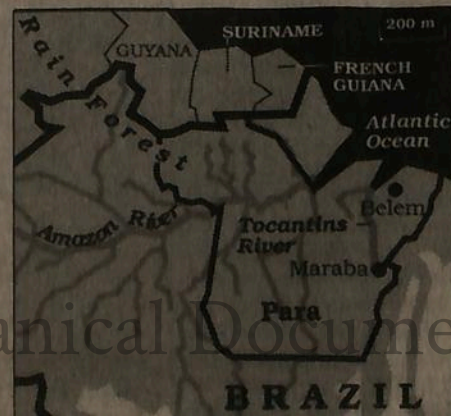 200 m
SURINAME
GUYANA
FRENCH
GUIANA
Rain Forest
Atlantic
Ocean
Belem
Amazon River
Tocantins
River
Maraba
Para
anical Docume
BRAZIL